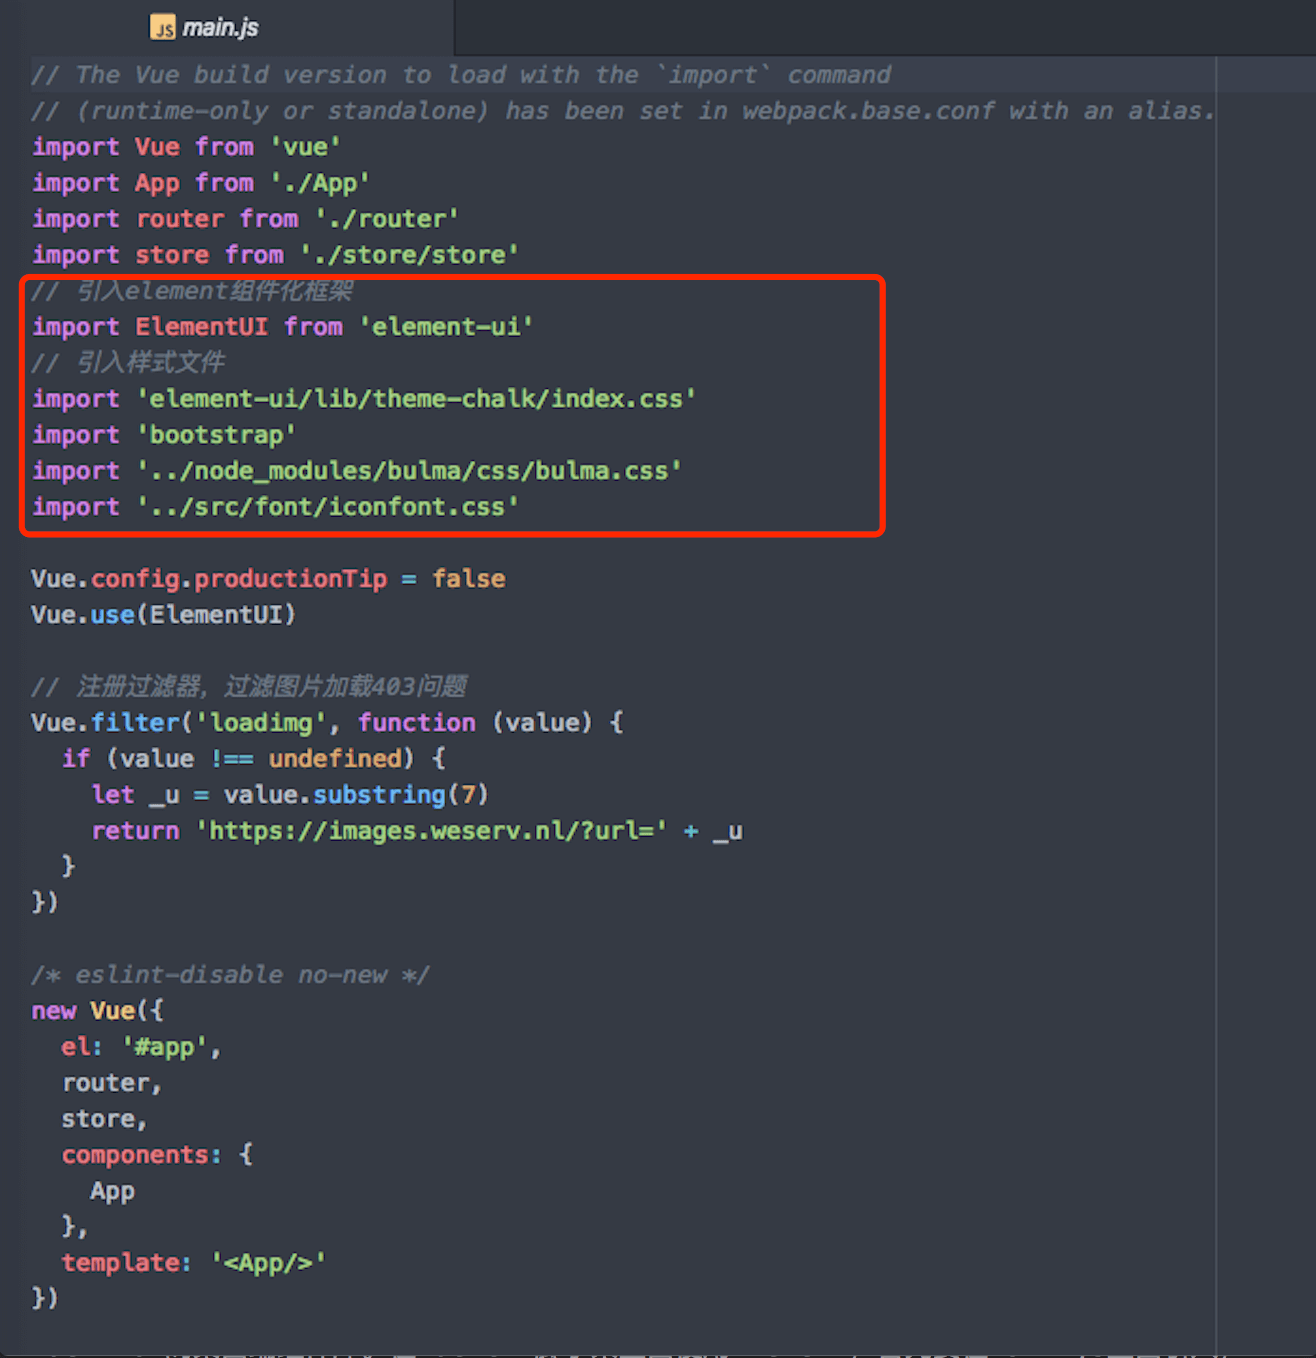 main.js
// The Vue build version to load with the `import` command
// (runtime-only or standalone) has been set in webpack.base.conf with an alias.
import Vue from 'vue'
import App from './App'
import router from './router'
import store from './store/store'
// 引入element组件化框架
import ElementUI from 'element-ui'
// 引入样式文件
import 'element-ui/lib/theme-chalk/index.css'
import 'bootstrap'
import '../node_modules/bulma/css/bulma.css'
import '../src/font/iconfont.css'
Vue.config.productionTip = false
Vue.use(ElementUI)
// 注册过滤器，过滤图片加载403问题
Vue.filter('loadimg', function (value) {
  if (value !== undefined) {
    let _u = value.substring(7)
    return 'https://images.weserv.nl/?url=' + _u
  }
})
/* eslint-disable no-new */
new Vue({
  el: '#app',
  router,
  store,
  components: {
    App
  },
  template: '<App/>'
})